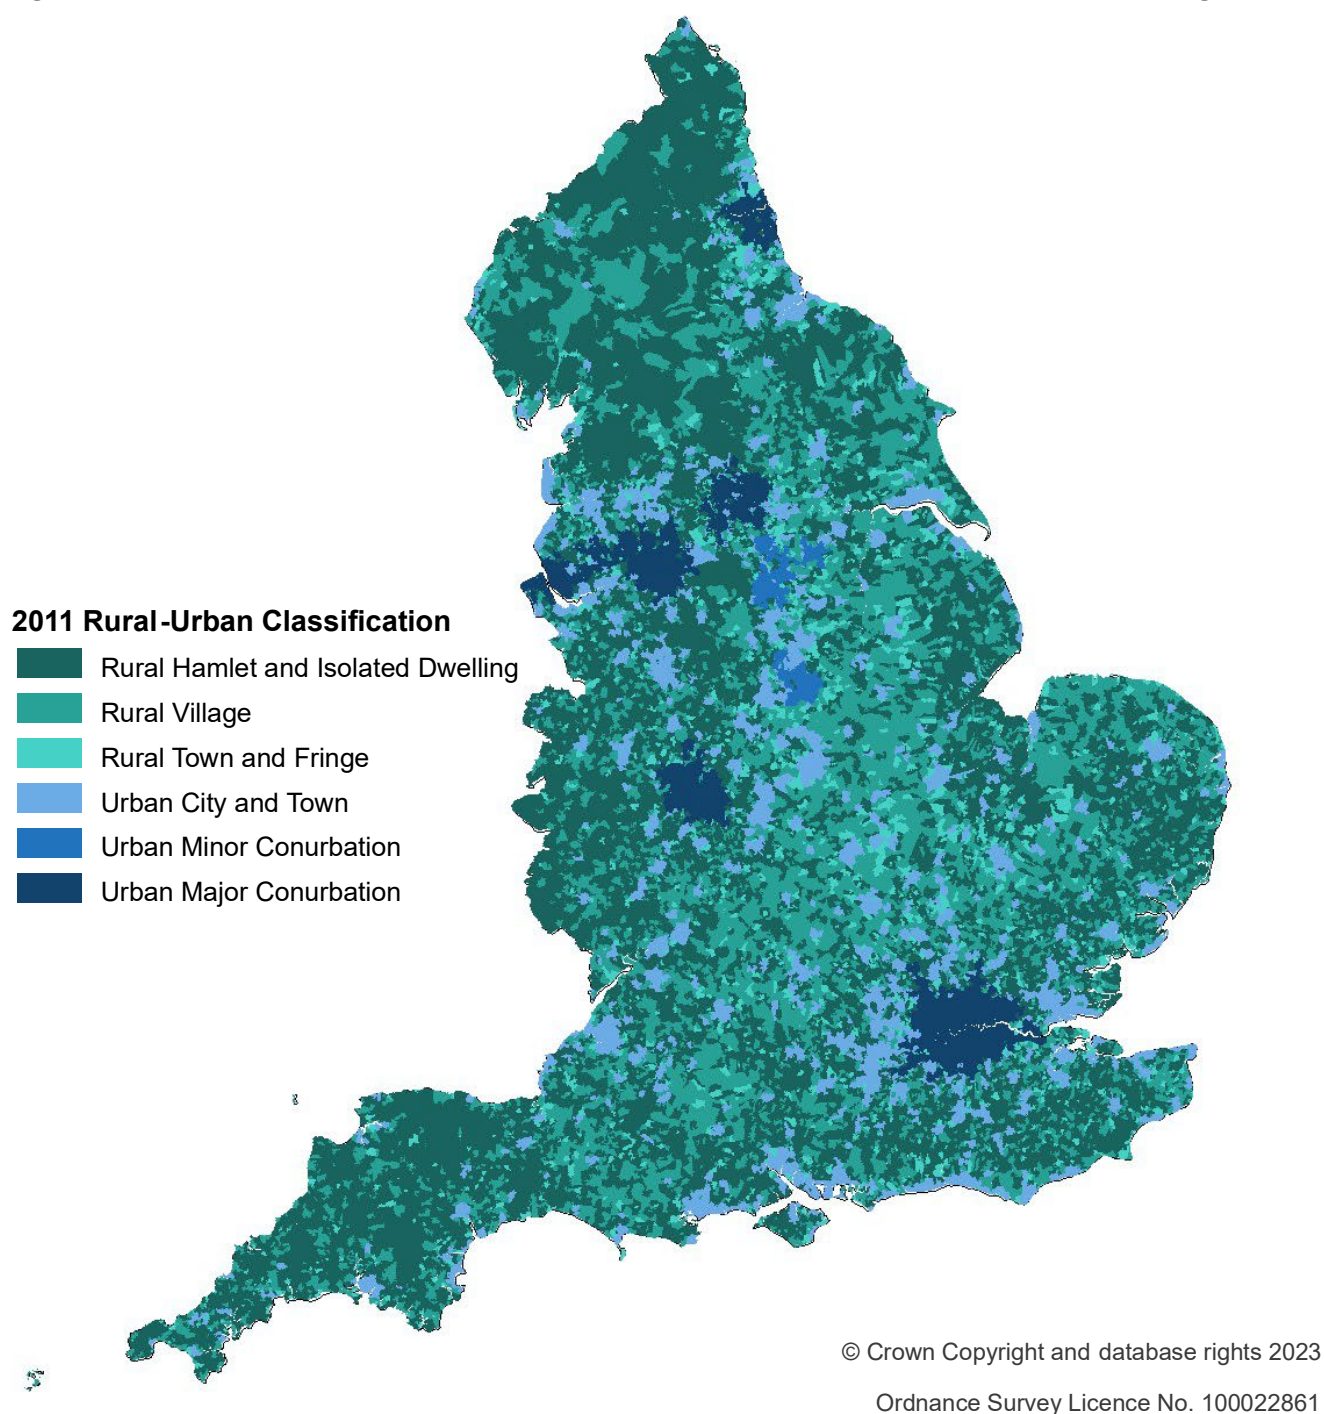 2011 Rural-Urban Classification
Rural Hamlet and Isolated Dwelling
Rural Village
Rural Town and Fringe
Urban City and Town
Urban Minor Conurbation
Urban Major Conurbation
© Crown Copyright and database rights 2023
Ordnance Survey Licence No. 100022861